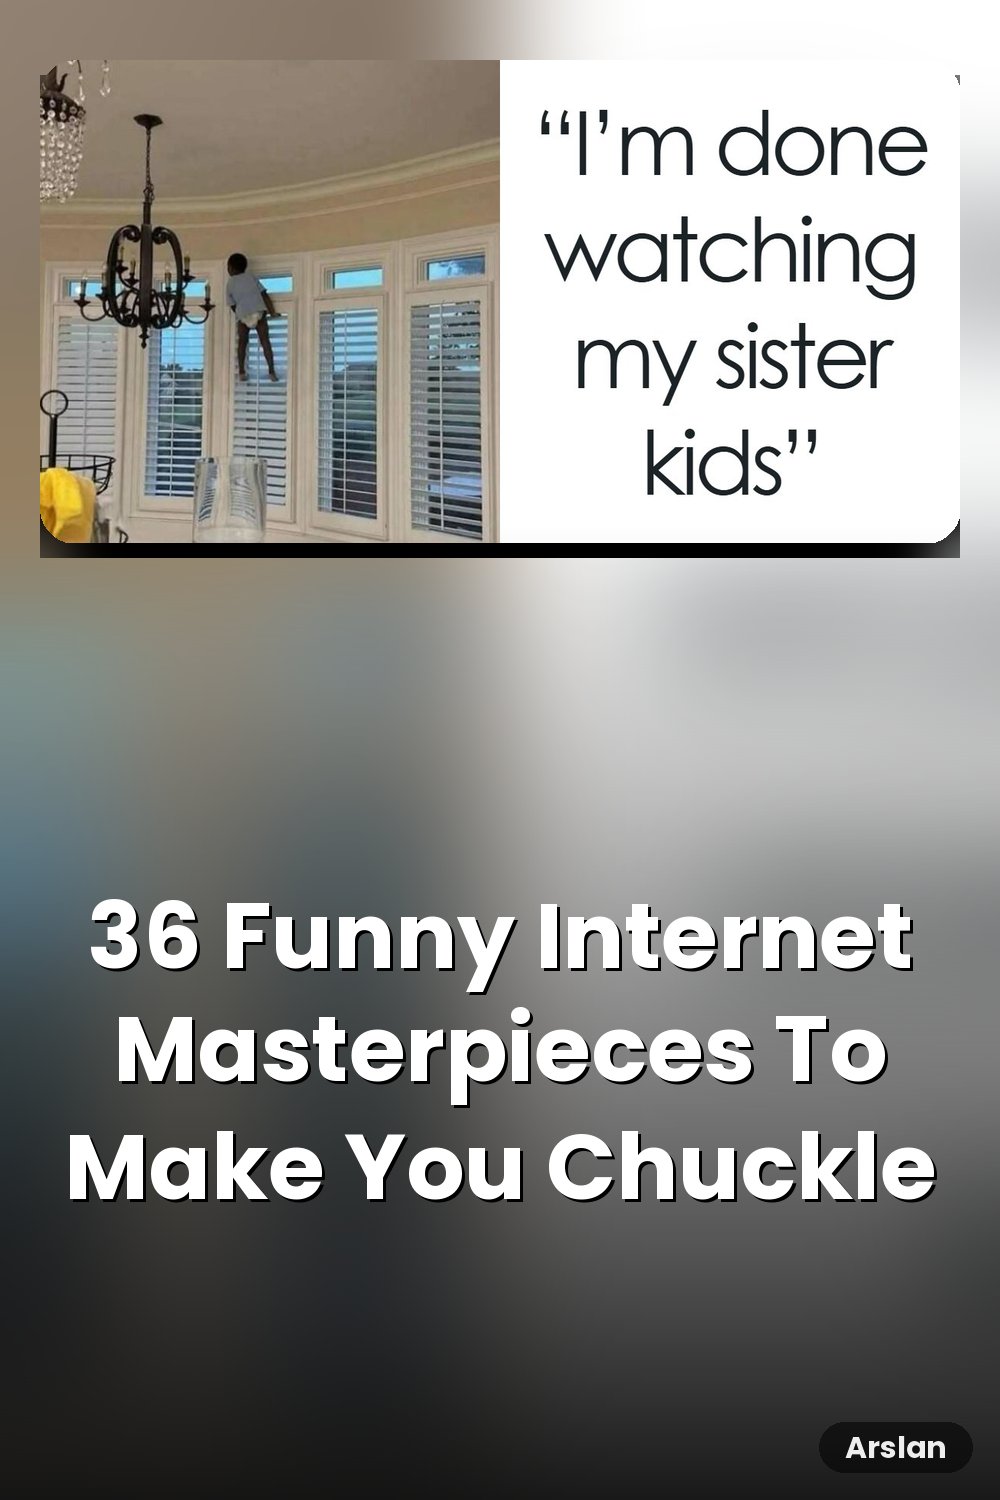 “I’m done
watching
my sister
kids”
36 Funny Internet
Masterpieces To
Make You Chuckle
Arslan